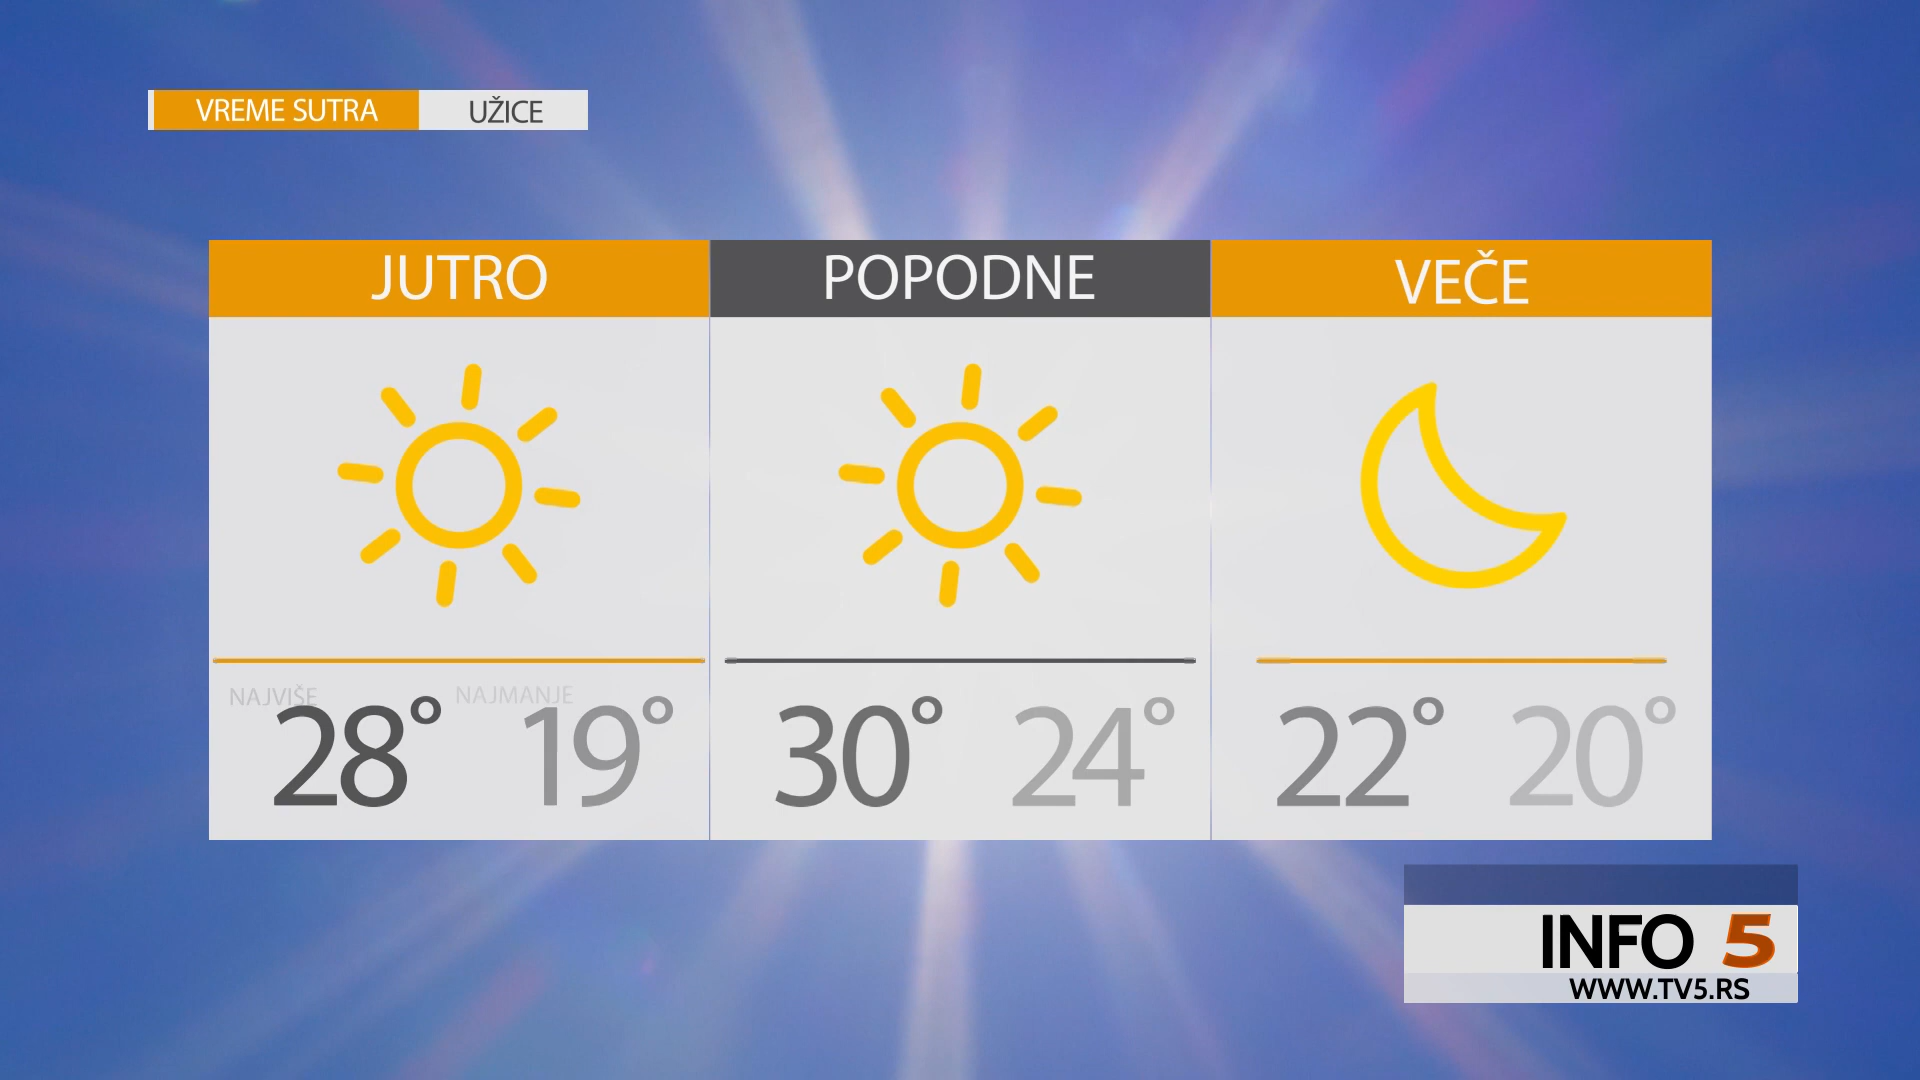 VREME SUTRA UŽICE
JUTRO POPODNE VEČE
NAJVIŠE NAJMANJE
28° 19° 30° 24° 22° 20°
INFO 5
WWW.TV5.RS